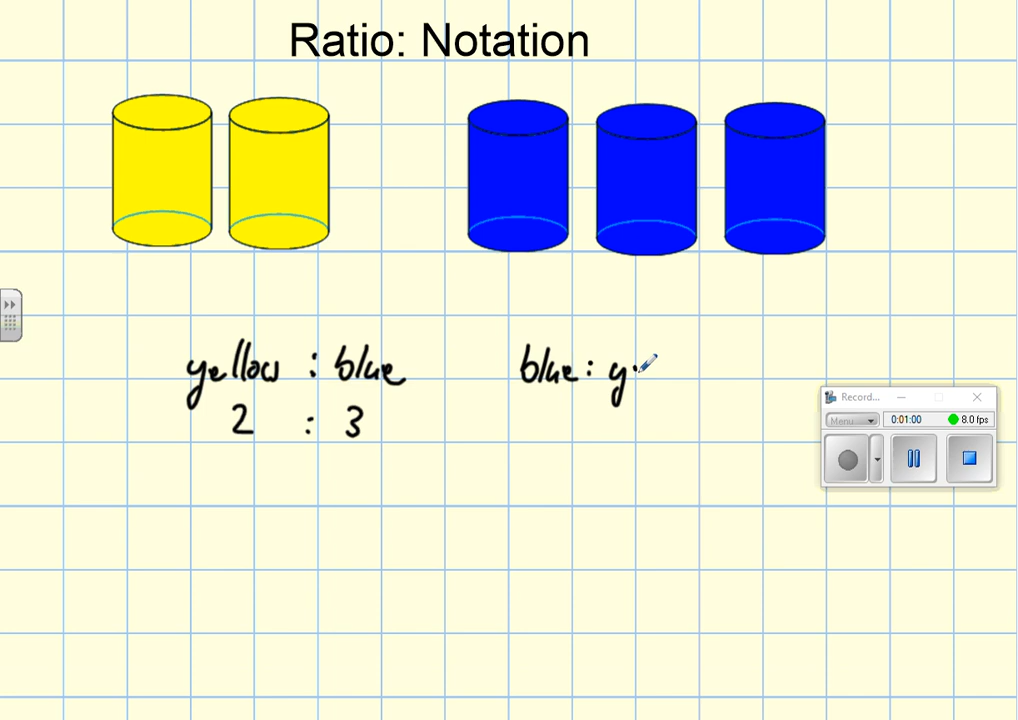 Ratio: Notation
yellow : blue
2 : 3
blue: y
Record...
Menu
0:01:00
8.0 fps